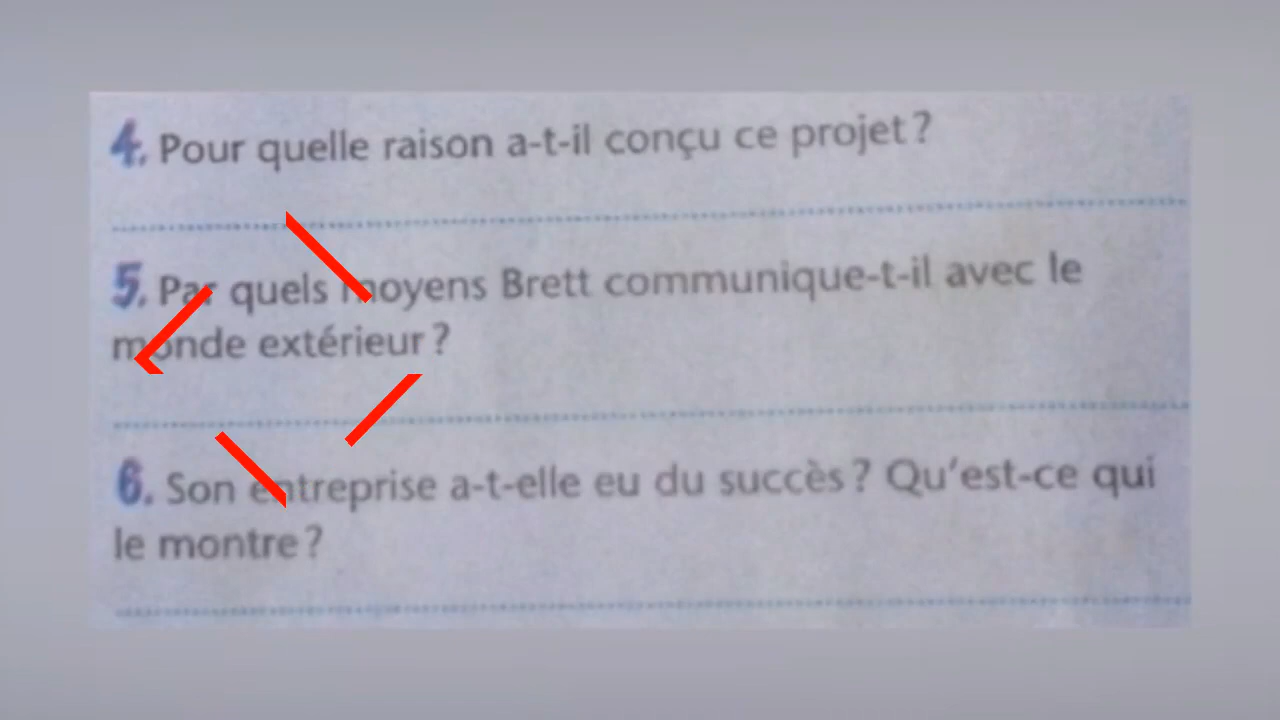 4. Pour quelle raison a-t-il conçu ce projet ?
5. Par quels moyens Brett communique-t-il avec le
monde extérieur ?
6. Son entreprise a-t-elle eu du succès ? Qu'est-ce qui
le montre ?